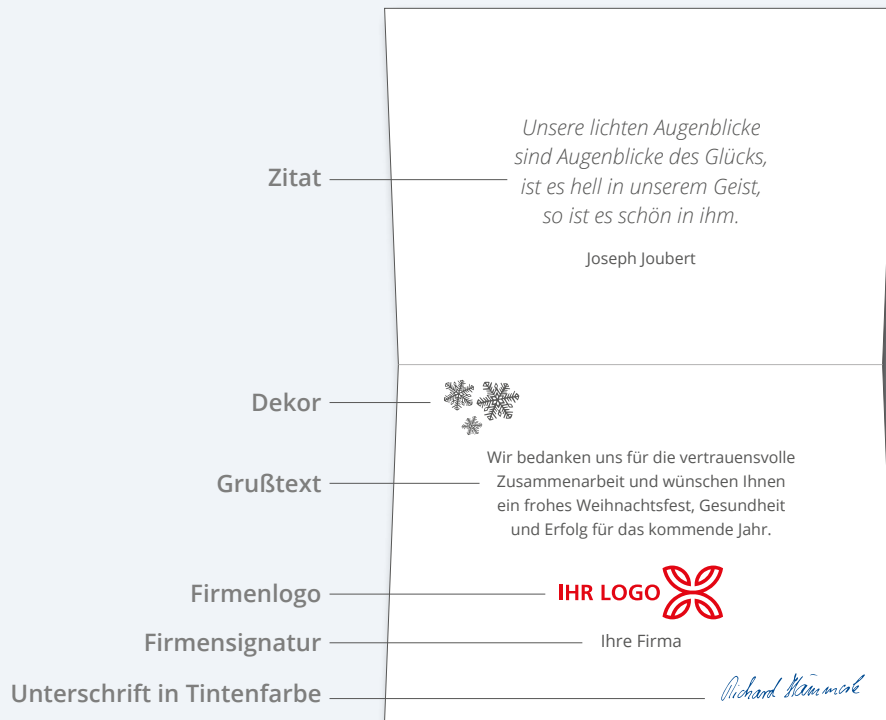 Unsere lichten Augenblicke
sind Augenblicke des Glücks,
Zitat
ist es hell in unserem Geist,
so ist es schön in ihm.
Joseph Joubert
Dekor
Wir bedanken uns für die vertrauensvolle
Grußtext
Zusammenarbeit und wünschen Ihnen
ein frohes Weihnachtsfest, Gesundheit
und Erfolg für das kommende Jahr.
Firmenlogo
IHR LOGO
Firmensignatur
Ihre Firma
Unterschrift in Tintenfarbe
Richard